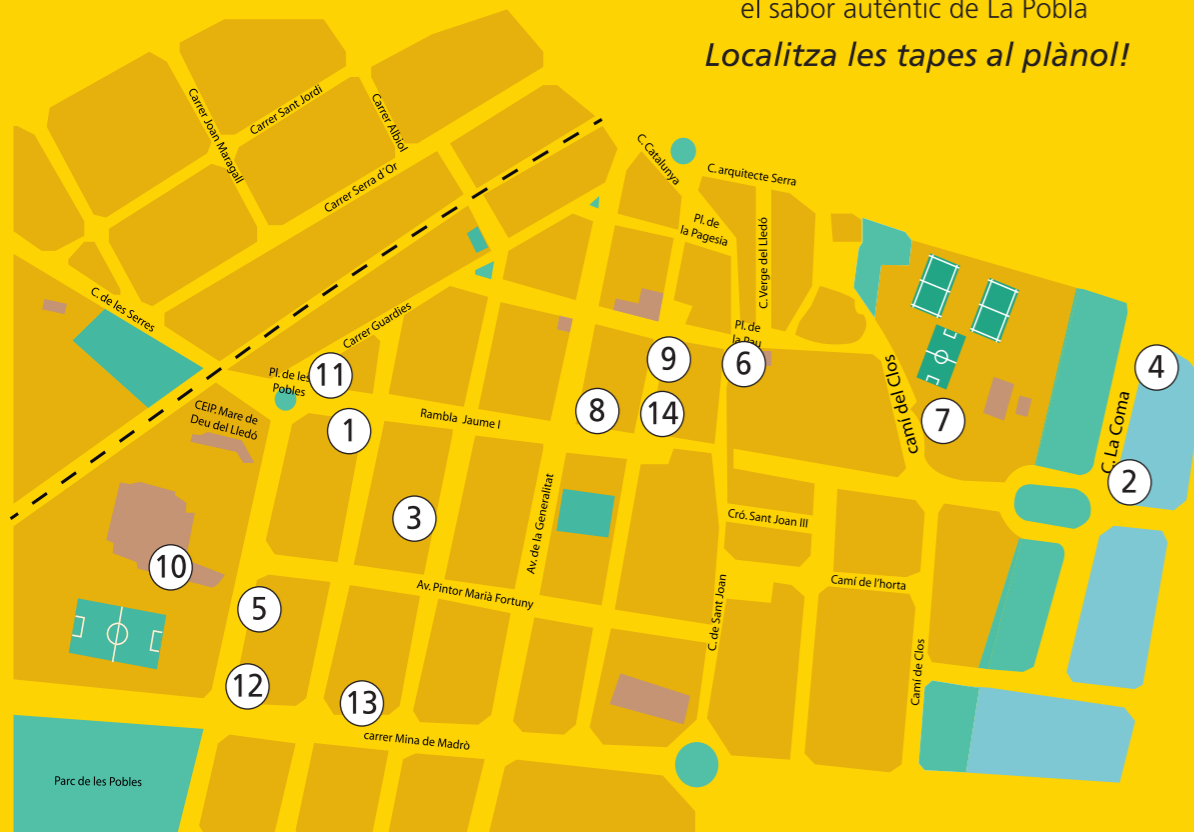 el sabor autèntic de La Pobla
Localitza les tapes al plànol!
Carrer Joan Maragall
Carrer Sant Jordi
Carrer Albiol
Carrer Serra d'Or
C. Catalunya
C. arquitecte Serra
Pl. de
la Pagesia
C. Verge del Lledó
C. de les Serres
Carrer Guardies
Pl. de
la Pau
9
6
4
11
Pl. de les
Pobles
camí del Clos
CEIP. Mare de
Deu del Lledó
1
Rambla Jaume I
8
14
7
C. La Coma
2
3
Av. de la Generalitat
Cró. Sant Joan III
10
5
Av. Pintor Marià Fortuny
C. de Sant Joan
Camí de l'horta
12
13
Camí de Clos
carrer Mina de Madrò
Parc de les Pobles